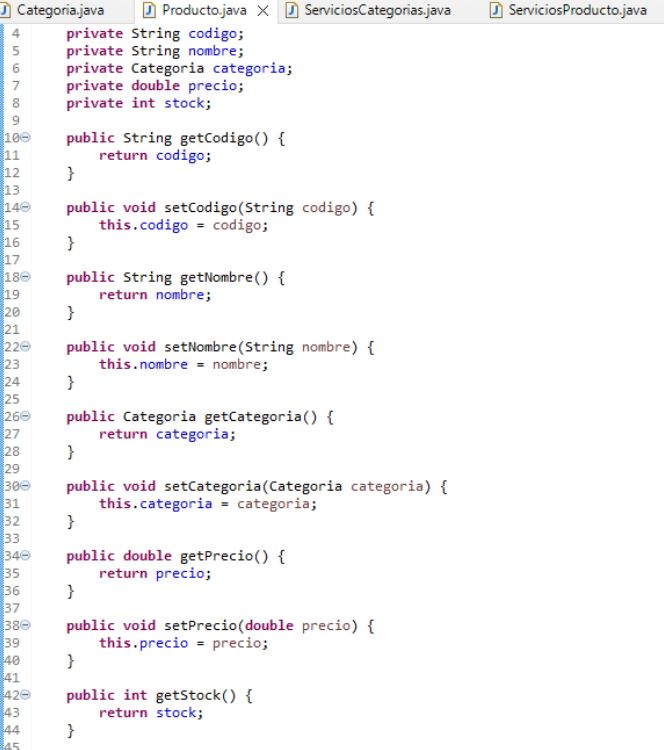 Categoria.java Producto.java ServiciosCategorias.java ServiciosProducto.java
4 private String codigo;
5 private String nombre;
6 private Categoria categoria;
7 private double precio;
8 private int stock;
9
10 public String getCodigo() {
11 return codigo;
12 }
13
14 public void setCodigo(String codigo) {
15 this.codigo = codigo;
16 }
17
18 public String getNombre() {
19 return nombre;
20 }
21
22 public void setNombre(String nombre) {
23 this.nombre = nombre;
24 }
25
26 public Categoria getCategoria() {
27 return categoria;
28 }
29
30 public void setCategoria(Categoria categoria) {
31 this.categoria = categoria;
32 }
33
34 public double getPrecio() {
35 return precio;
36 }
37
38 public void setPrecio(double precio) {
39 this.precio = precio;
40 }
41
42 public int getStock() {
43 return stock;
44 }
45